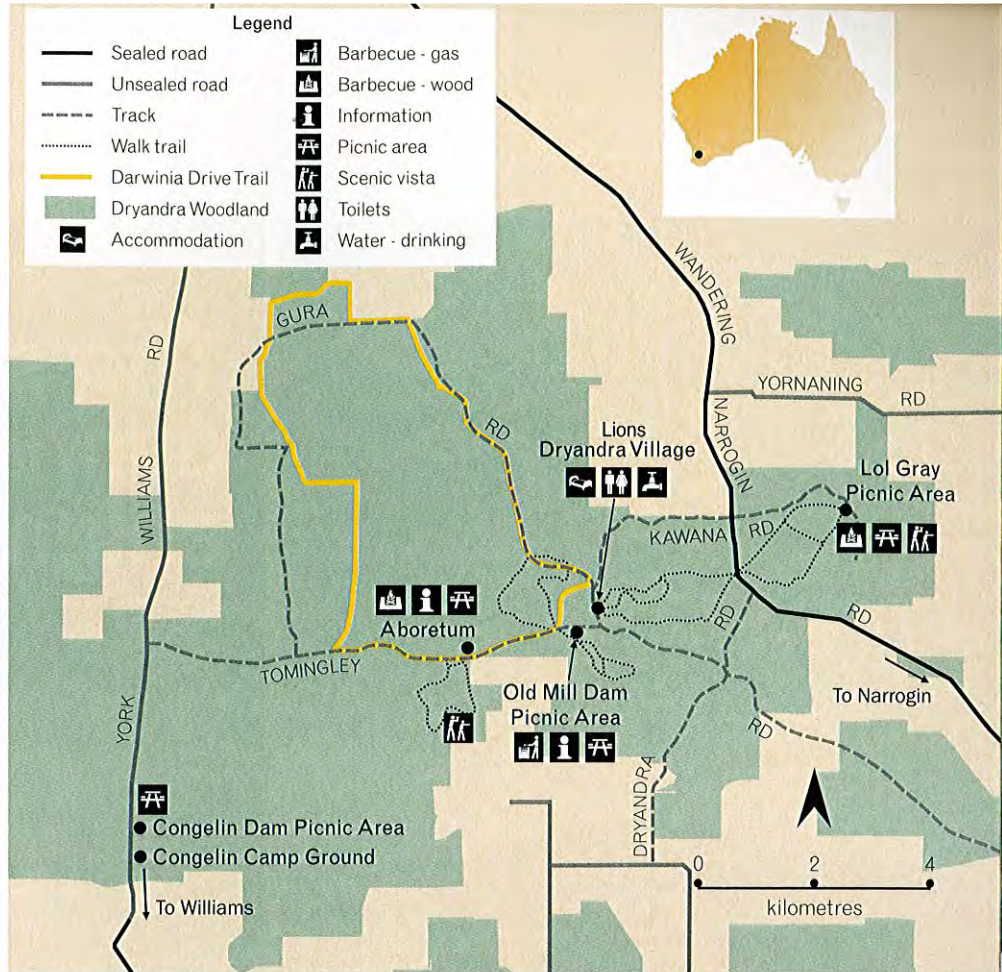 Legend
Sealed road
Unsealed road
Track
Walk trail
Darwinia Drive Trail
Dryandra Woodland
Accommodation
Barbecue - gas
Barbecue - wood
Information
Picnic area
Scenic vista
Toilets
Water - drinking
GURA
RD
WILLIAMS
RD
YORK
WANDERING
NARROGIN
RD
YORNANING
RD
Lions
Dryandra Village
Lol Gray
Picnic Area
KAWANA
RD
Aboretum
TOMINGLEY
RD
Old Mill Dam
Picnic Area
DRYANDRA
RD
To Narrogin
Congelin Dam Picnic Area
Congelin Camp Ground
To Williams
0 2 4
kilometres